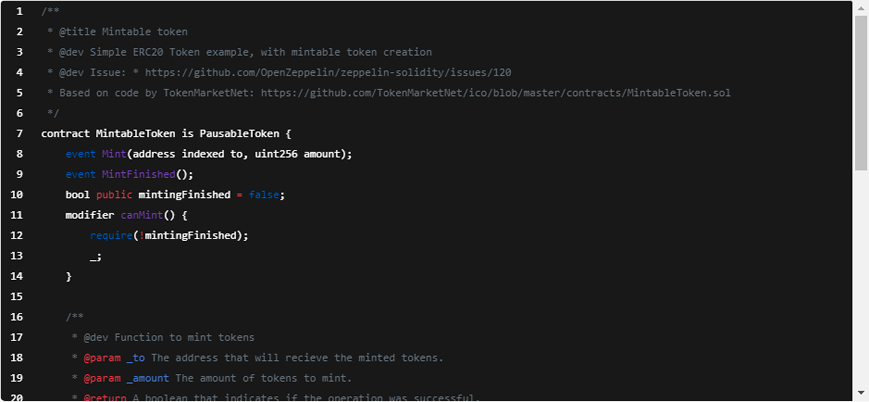 1 /**
2 * @title Mintable token
3 * @dev Simple ERC20 Token example, with mintable token creation
4 * @dev Issue: * https://github.com/OpenZeppelin/zeppelin-solidity/issues/120
5 * Based on code by TokenMarketNet: https://github.com/TokenMarketNet/ico/blob/master/contracts/MintableToken.sol
6 */
7 contract MintableToken is PausableToken {
8 event Mint(address indexed to, uint256 amount);
9 event MintFinished();
10 bool public mintingFinished = false;
11 modifier canMint() {
12 require(!mintingFinished);
13 _;
14 }
15
16 /**
17 * @dev Function to mint tokens
18 * @param _to The address that will recieve the minted tokens.
19 * @param _amount The amount of tokens to mint.
20 * @return A boolean that indicates if the operation was successful.